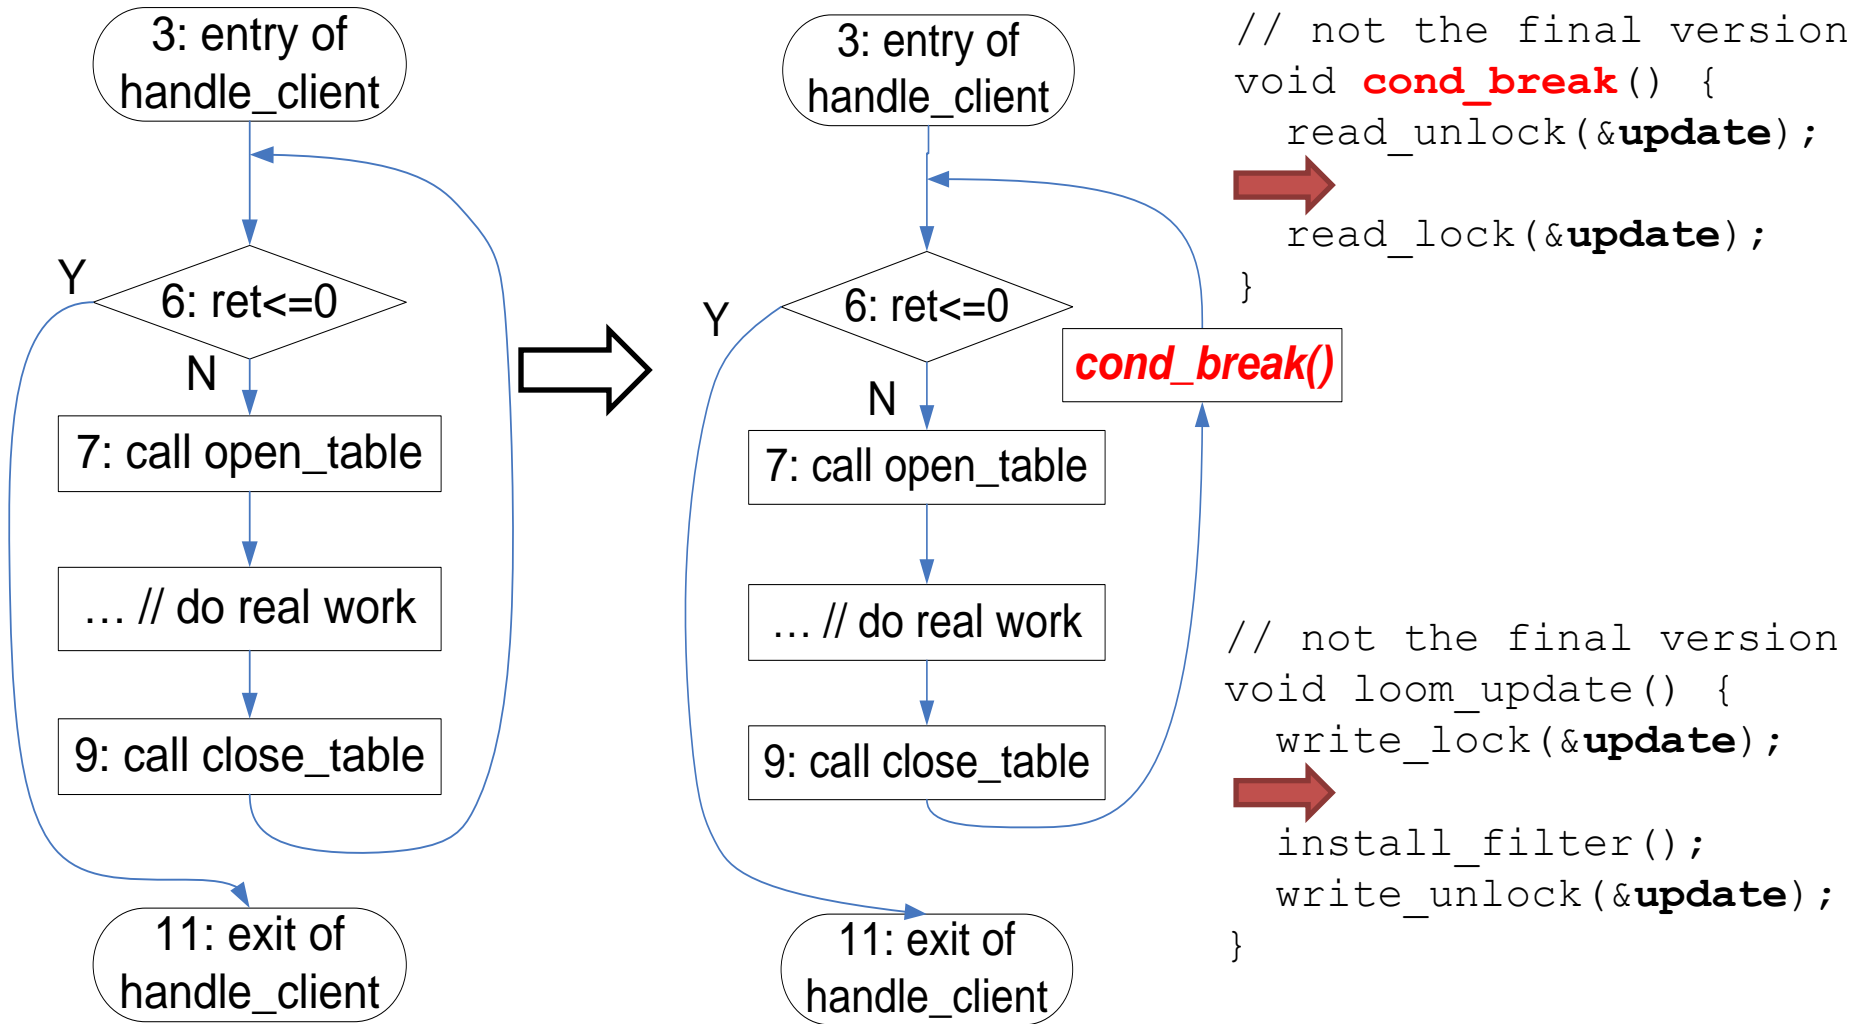 3: entry of
handle_client
Y
6: ret<=0
N
7: call open_table
… // do real work
9: call close_table
11: exit of
handle_client
3: entry of
handle_client
Y
6: ret<=0
N
cond_break()
7: call open_table
… // do real work
9: call close_table
11: exit of
handle_client
// not the final version
void cond_break() {
read_unlock(&update);
read_lock(&update);
}
// not the final version
void loom_update() {
write_lock(&update);
install_filter();
write_unlock(&update);
}